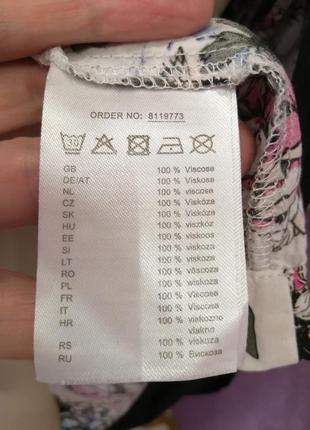 ORDER NO: 8119773
30
GB 100 % Viscose
DE/AT 100 % Viskose
NL 100 % Viscose
CZ 100 % Viskóza
SK 100 % Viskóza
HU 100 % viszkóz
EE 100 % viskoos
SI 100 % viskoza
LT 100 % viskoza
RO 100 % vâscoza
PL 100 % wiskoza
FR 100 % Viscose
IT 100 % Viscosa
HR 100 % viskozno
vlakno
RS 100 % viskoza
RU 100 % Вискоза